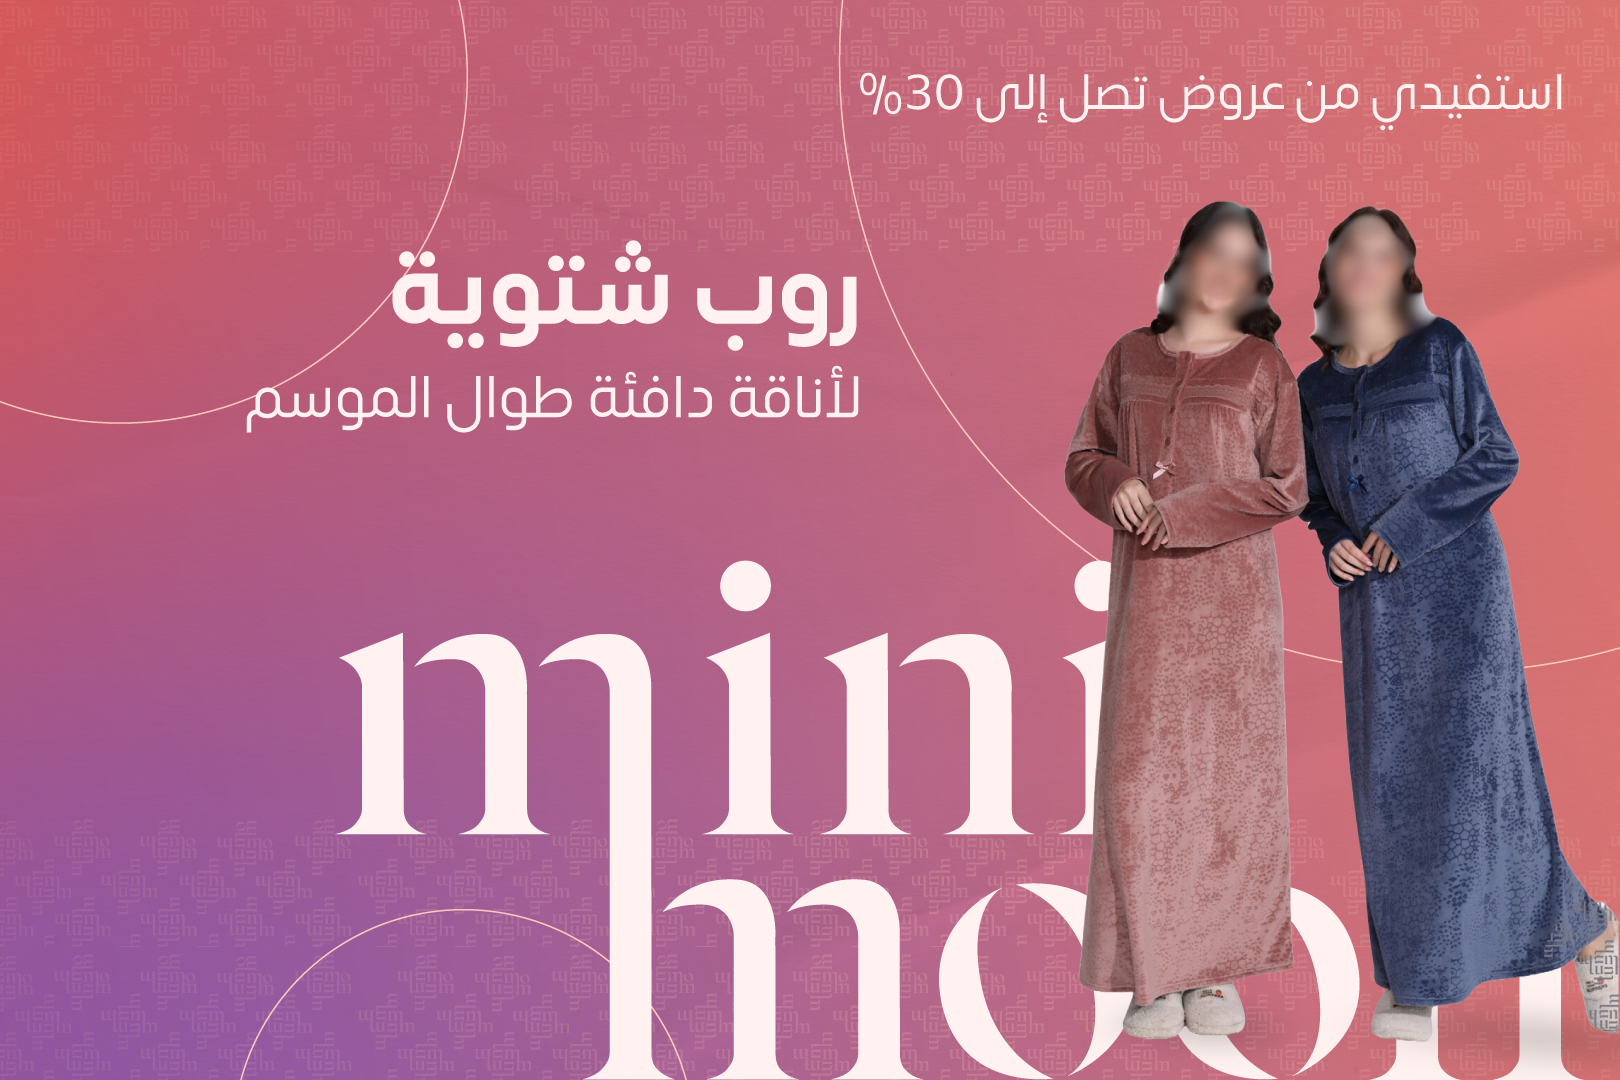 استفيدي من عروض تصل إلى 30%
روب شتوية
لأناقة دافئة طوال الموسم
mini
moon